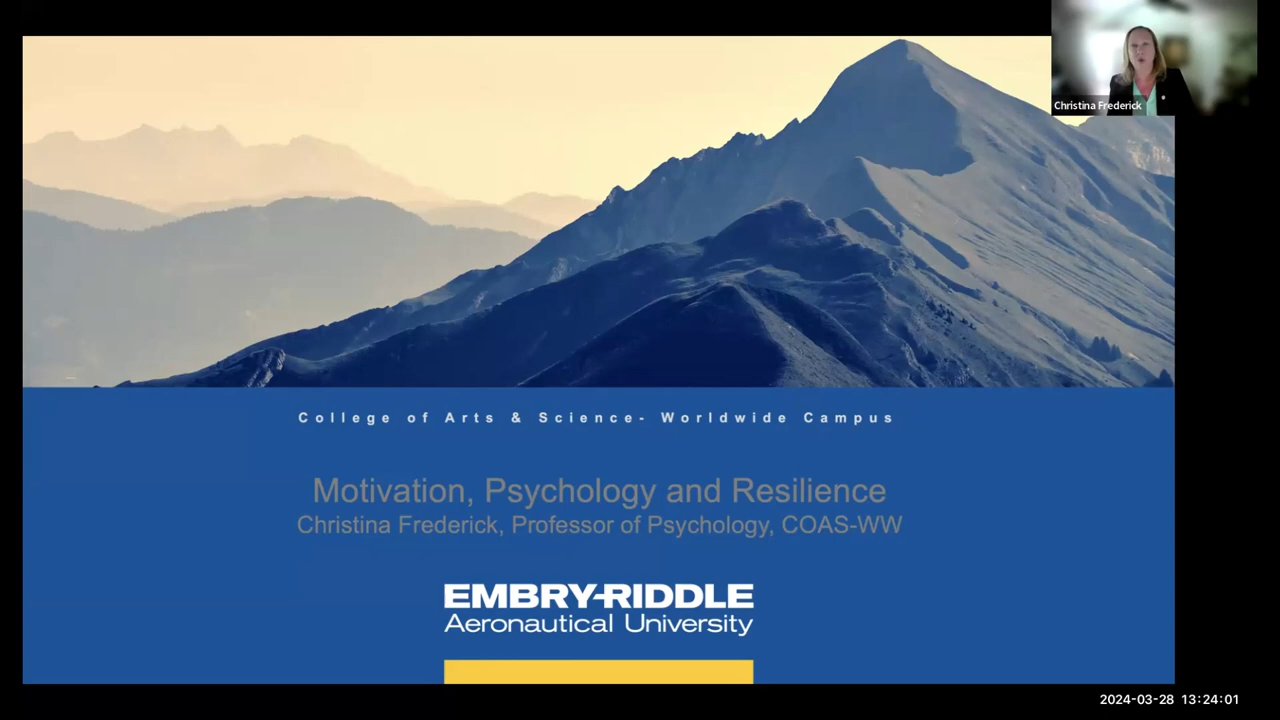 Christina Frederick
College of Arts & Science- Worldwide Campus
Motivation, Psychology and Resilience
Christina Frederick, Professor of Psychology, COAS-WW
EMBRY-RIDDLE
Aeronautical University
2024-03-28 13:24:01